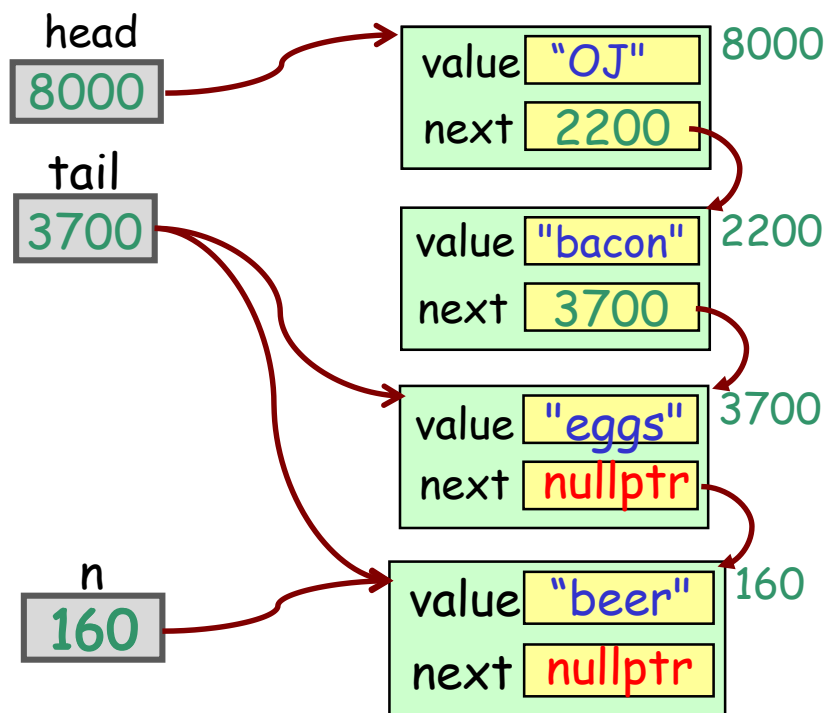 head
8000
tail
3700
n
160
value “OJ"
next 2200
8000
value "bacon"
next 3700
2200
value "eggs"
next nullptr
3700
value “beer"
next nullptr
160